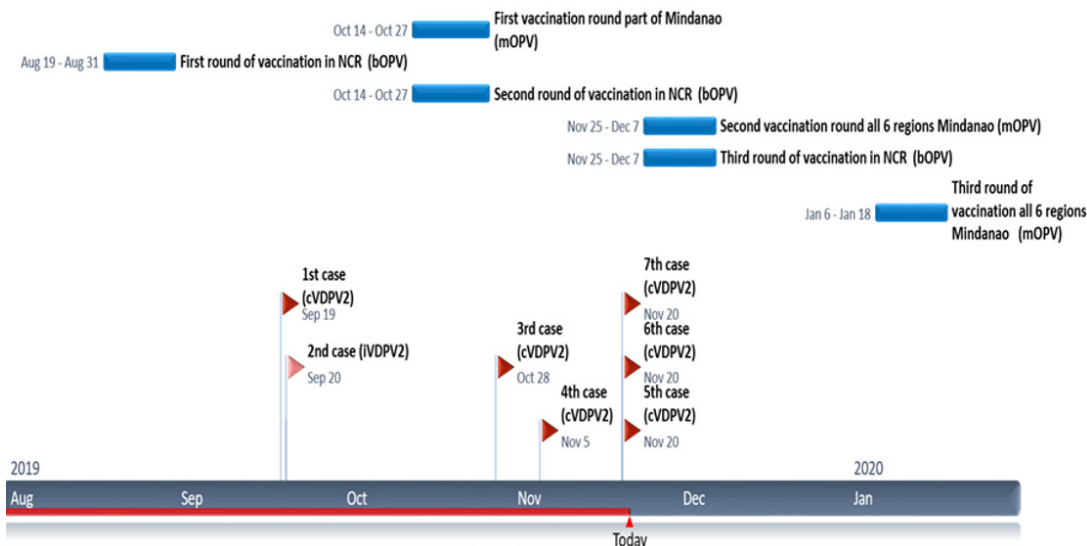 Oct 14 - Oct 27
First vaccination round part of Mindanao
(mOPV)
Aug 19 - Aug 31
First round of vaccination in NCR (bOPV)
Oct 14 - Oct 27
Second round of vaccination in NCR (bOPV)
Nov 25 - Dec 7
Second vaccination round all 6 regions Mindanao (mOPV)
Nov 25 - Dec 7
Third round of vaccination in NCR (bOPV)
Jan 6 - Jan 18
Third round of
vaccination all 6 regions
Mindanao (mOPV)
1st case
(cVDPV2)
Sep 19
2nd case (iVDPV2)
Sep 20
3rd case
(cVDPV2)
Oct 28
4th case
(cVDPV2)
Nov 5
7th case
(cVDPV2)
Nov 20
6th case
(cVDPV2)
Nov 20
5th case
(cVDPV2)
Nov 20
2019
2020
Aug
Sep
Oct
Nov
Dec
Jan
Today